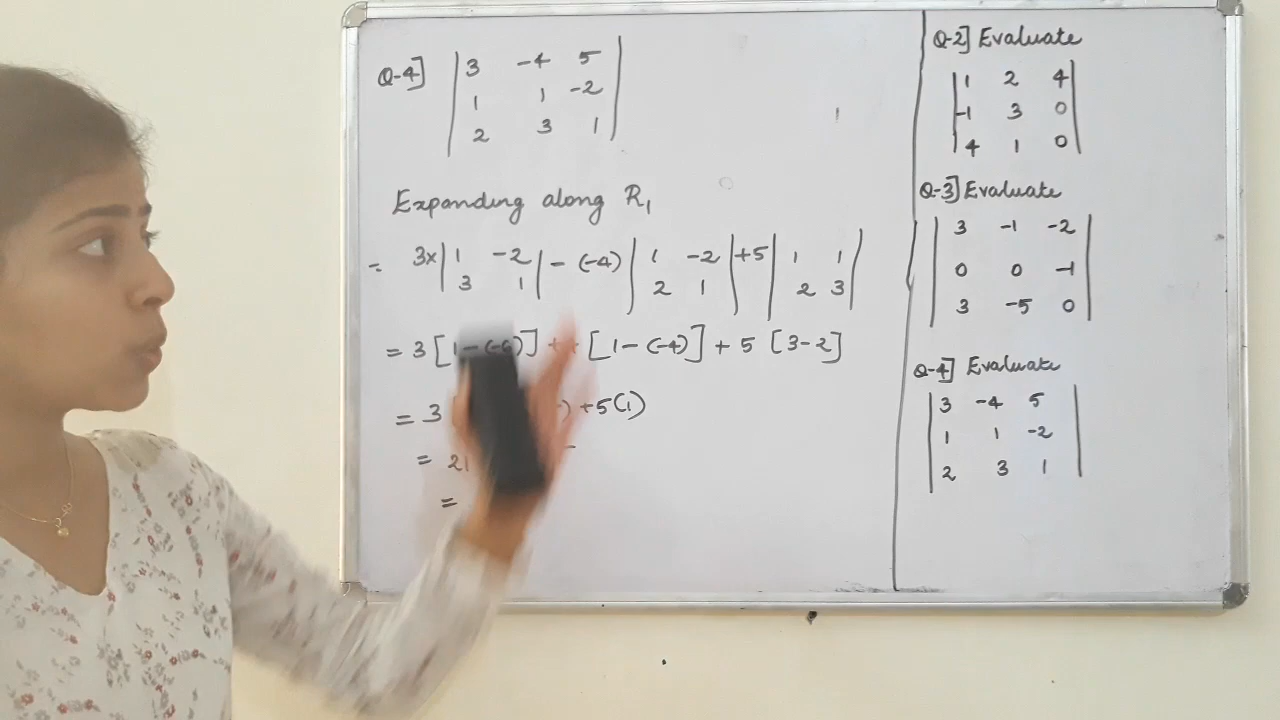 Q-4] | 3 -4 5 |
| 1 1 -2 |
| 2 3 1 |
Expanding along R₁
= 3x | 1 -2 | - (-4) | 1 -2 | +5 | 1 1 |
| 3 1 | | 2 1 | | 2 3 |
= 3 [1-(-6)] + [1-(-4)] + 5 [3-2]
= 3 ) +5(1)
= 21
=
Q-2] Evaluate
| 1 2 4 |
| -1 3 0 |
| 4 1 0 |
Q-3] Evaluate
| 3 -1 -2 |
| 0 0 -1 |
| 3 -5 0 |
Q-4] Evaluate
| 3 -4 5 |
| 1 1 -2 |
| 2 3 1 |